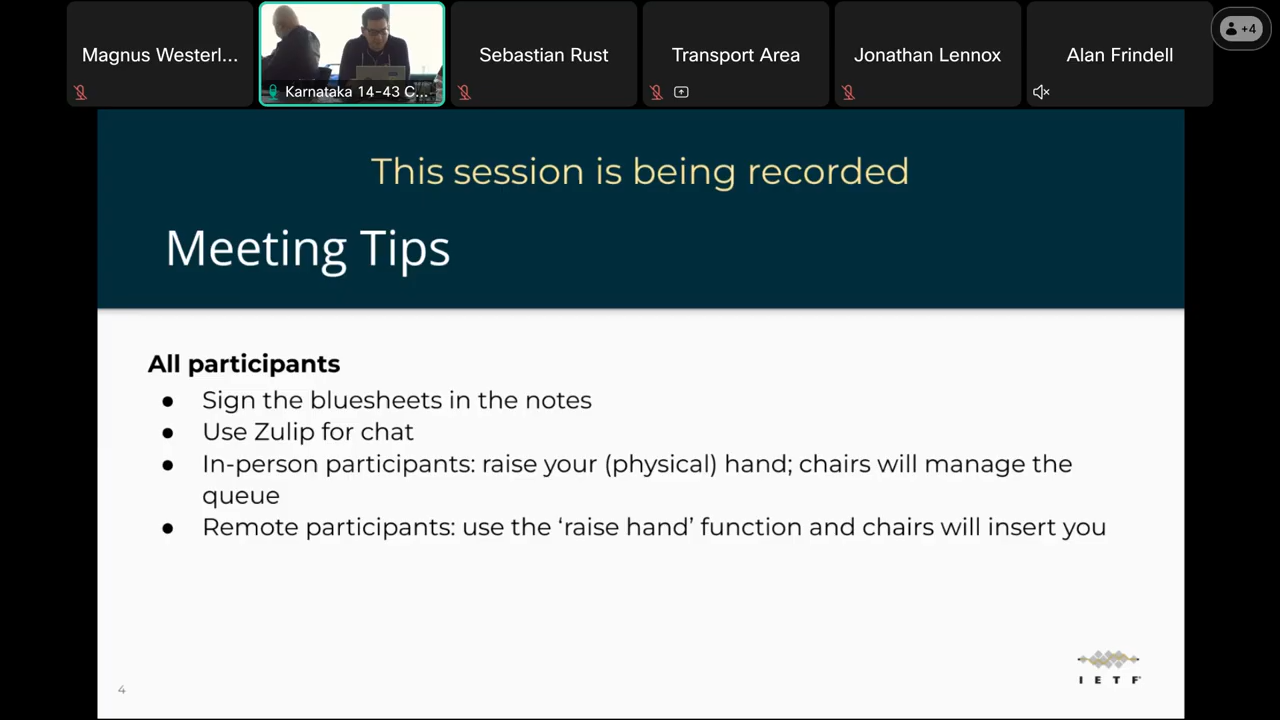 Magnus Westerl...
Karnataka 14-43 C...
Sebastian Rust
Transport Area
Jonathan Lennox
Alan Frindell
+4
This session is being recorded
Meeting Tips
All participants
● Sign the bluesheets in the notes
● Use Zulip for chat
● In-person participants: raise your (physical) hand; chairs will manage the
queue
● Remote participants: use the ‘raise hand’ function and chairs will insert you
4
I E T F